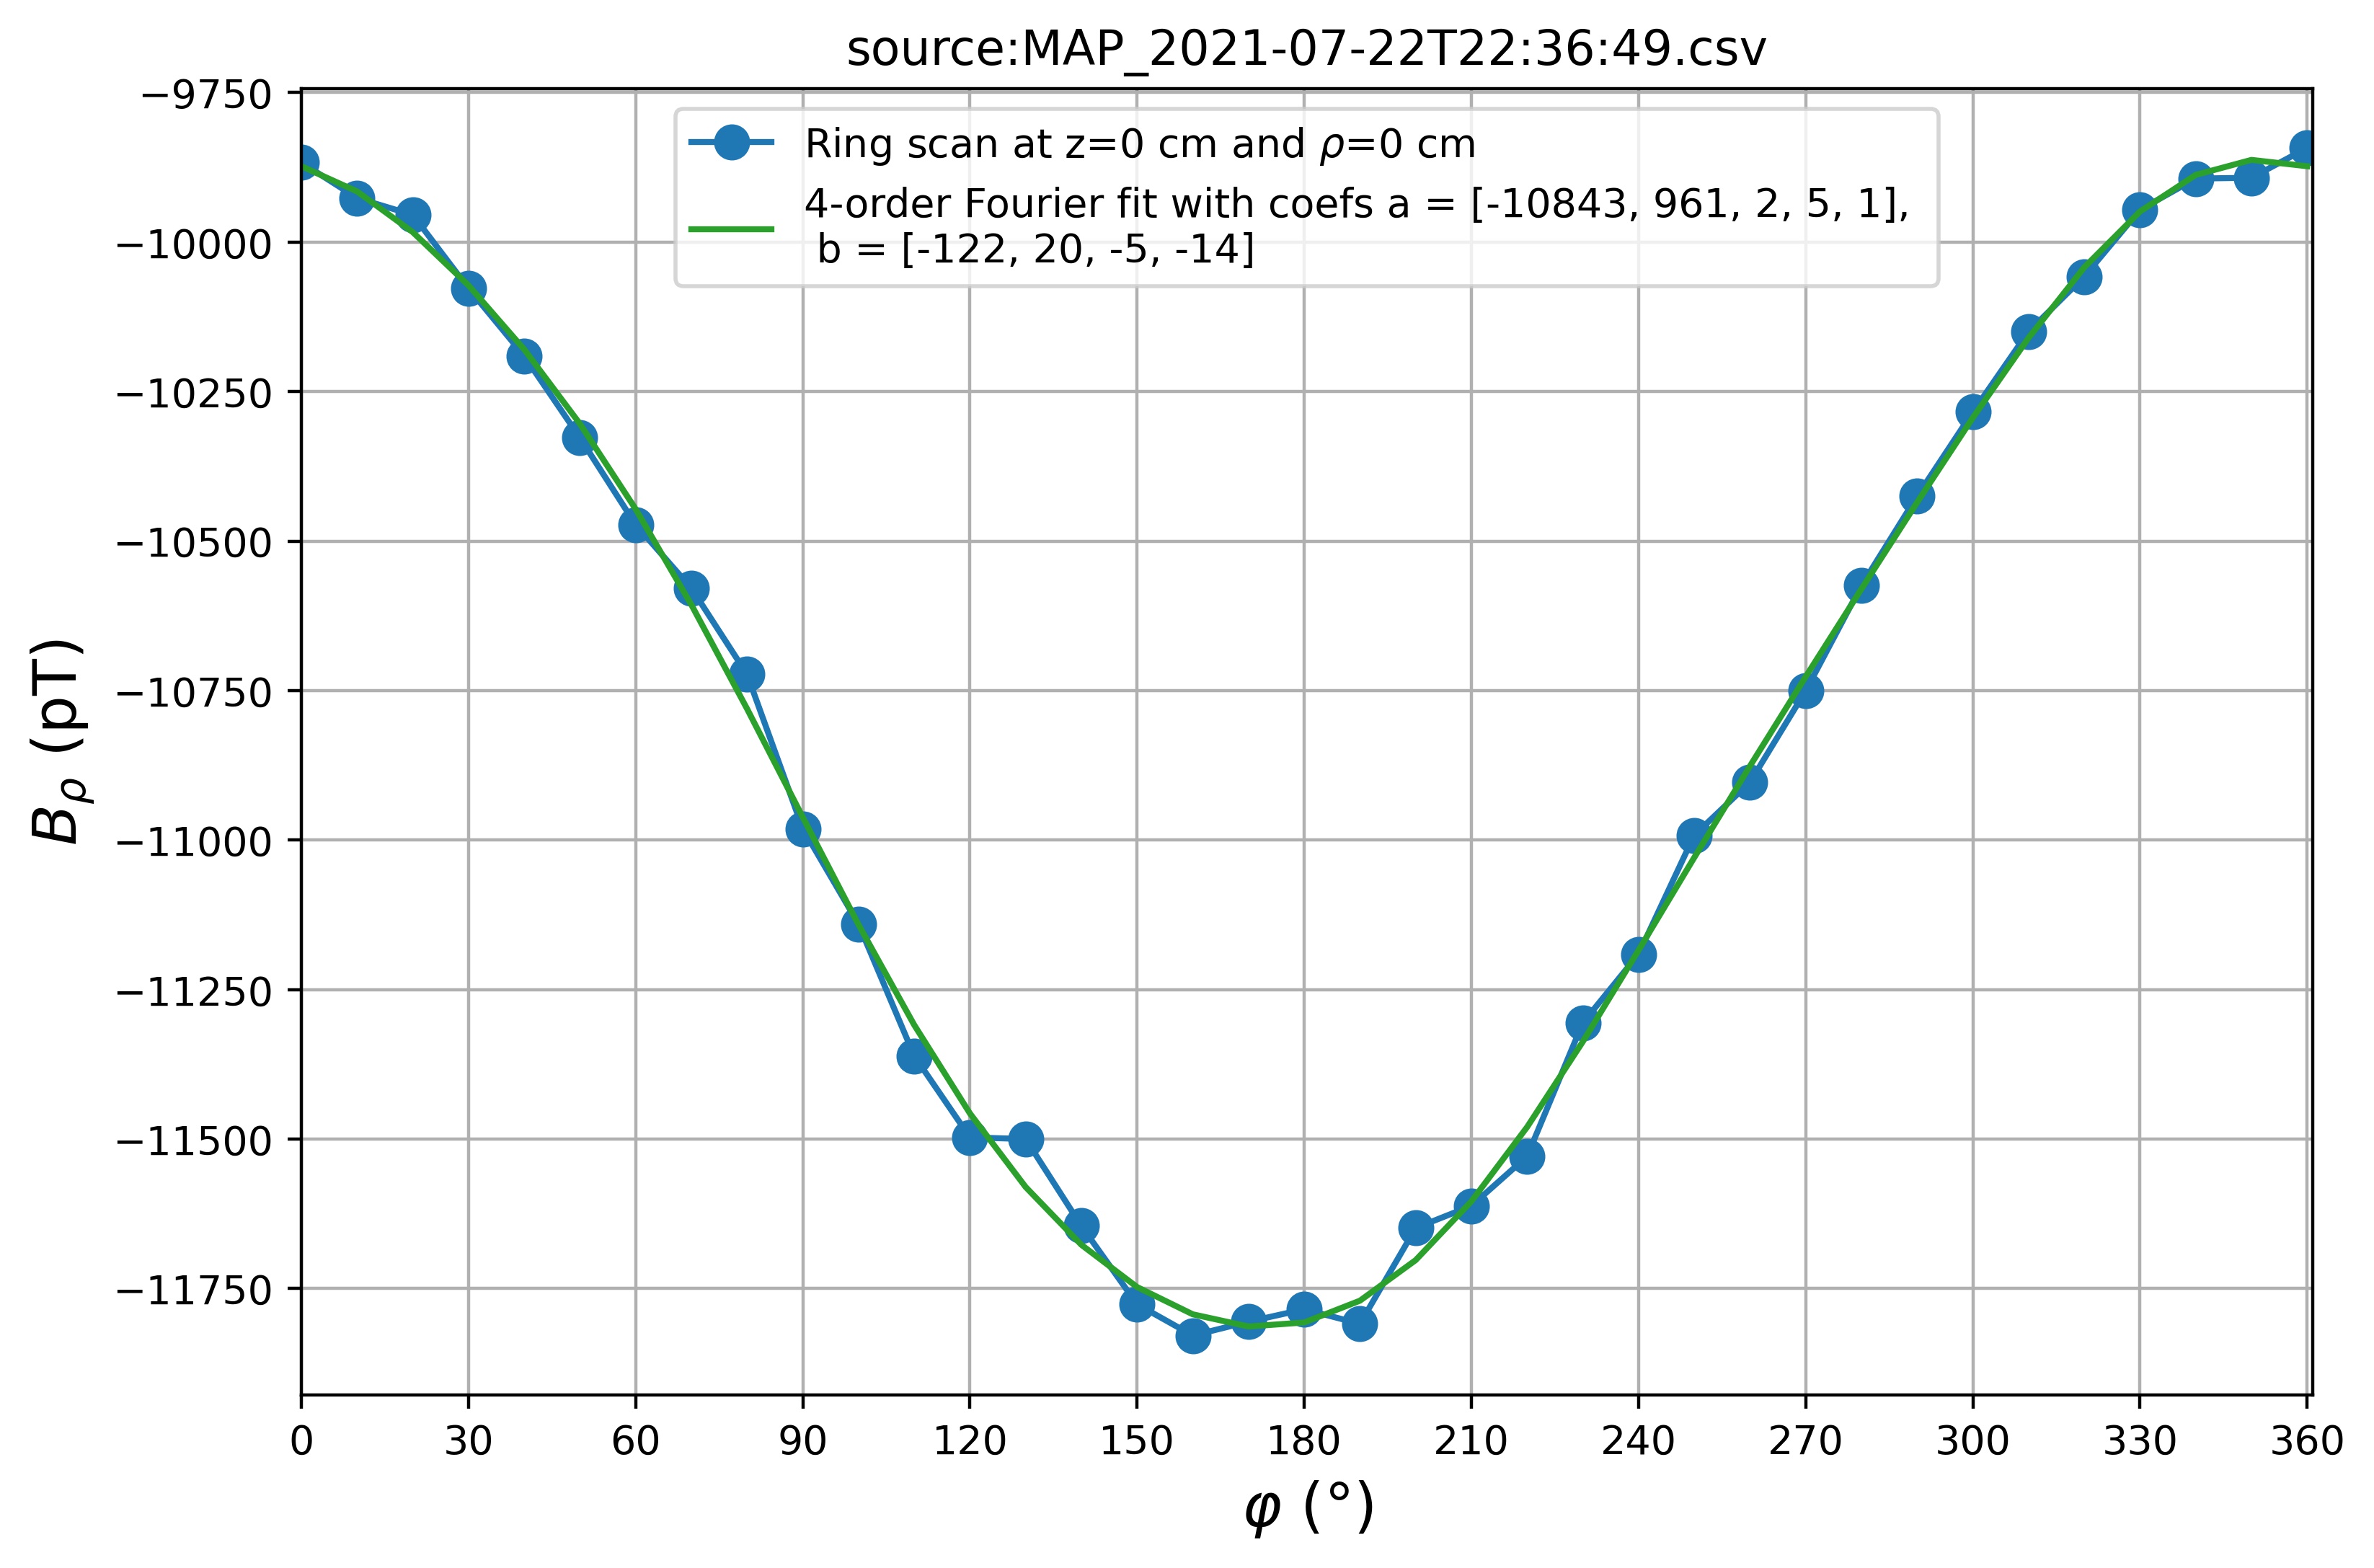 source:MAP_2021-07-22T22:36:49.csv
Ring scan at z=0 cm and ρ=0 cm
4-order Fourier fit with coefs a = [-10843, 961, 2, 5, 1],
b = [-122, 20, -5, -14]
−9750
−10000
−10250
−10500
−10750
−11000
−11250
−11500
−11750
B_ρ (pT)
0 30 60 90 120 150 180 210 240 270 300 330 360
φ (°)